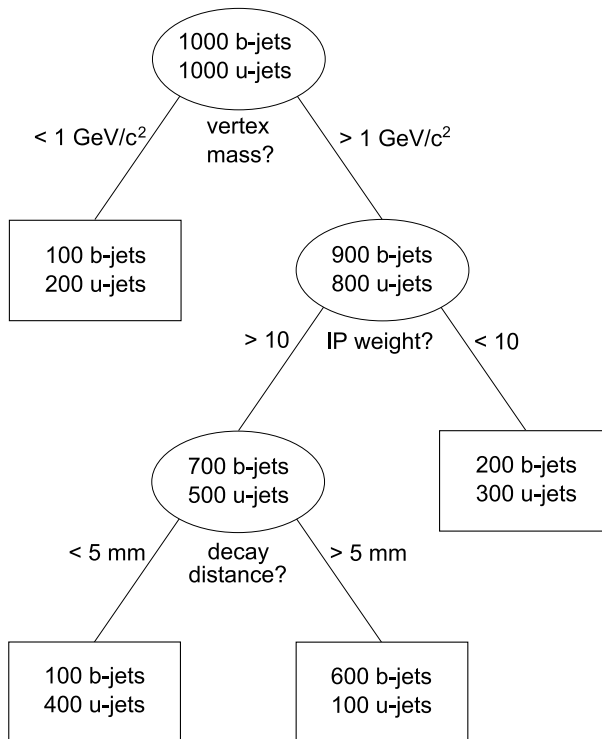 1000 b-jets
1000 u-jets
< 1 GeV/c²
vertex
mass?
> 1 GeV/c²
100 b-jets
200 u-jets
900 b-jets
800 u-jets
> 10
IP weight?
< 10
700 b-jets
500 u-jets
200 b-jets
300 u-jets
< 5 mm
decay
distance?
> 5 mm
100 b-jets
400 u-jets
600 b-jets
100 u-jets